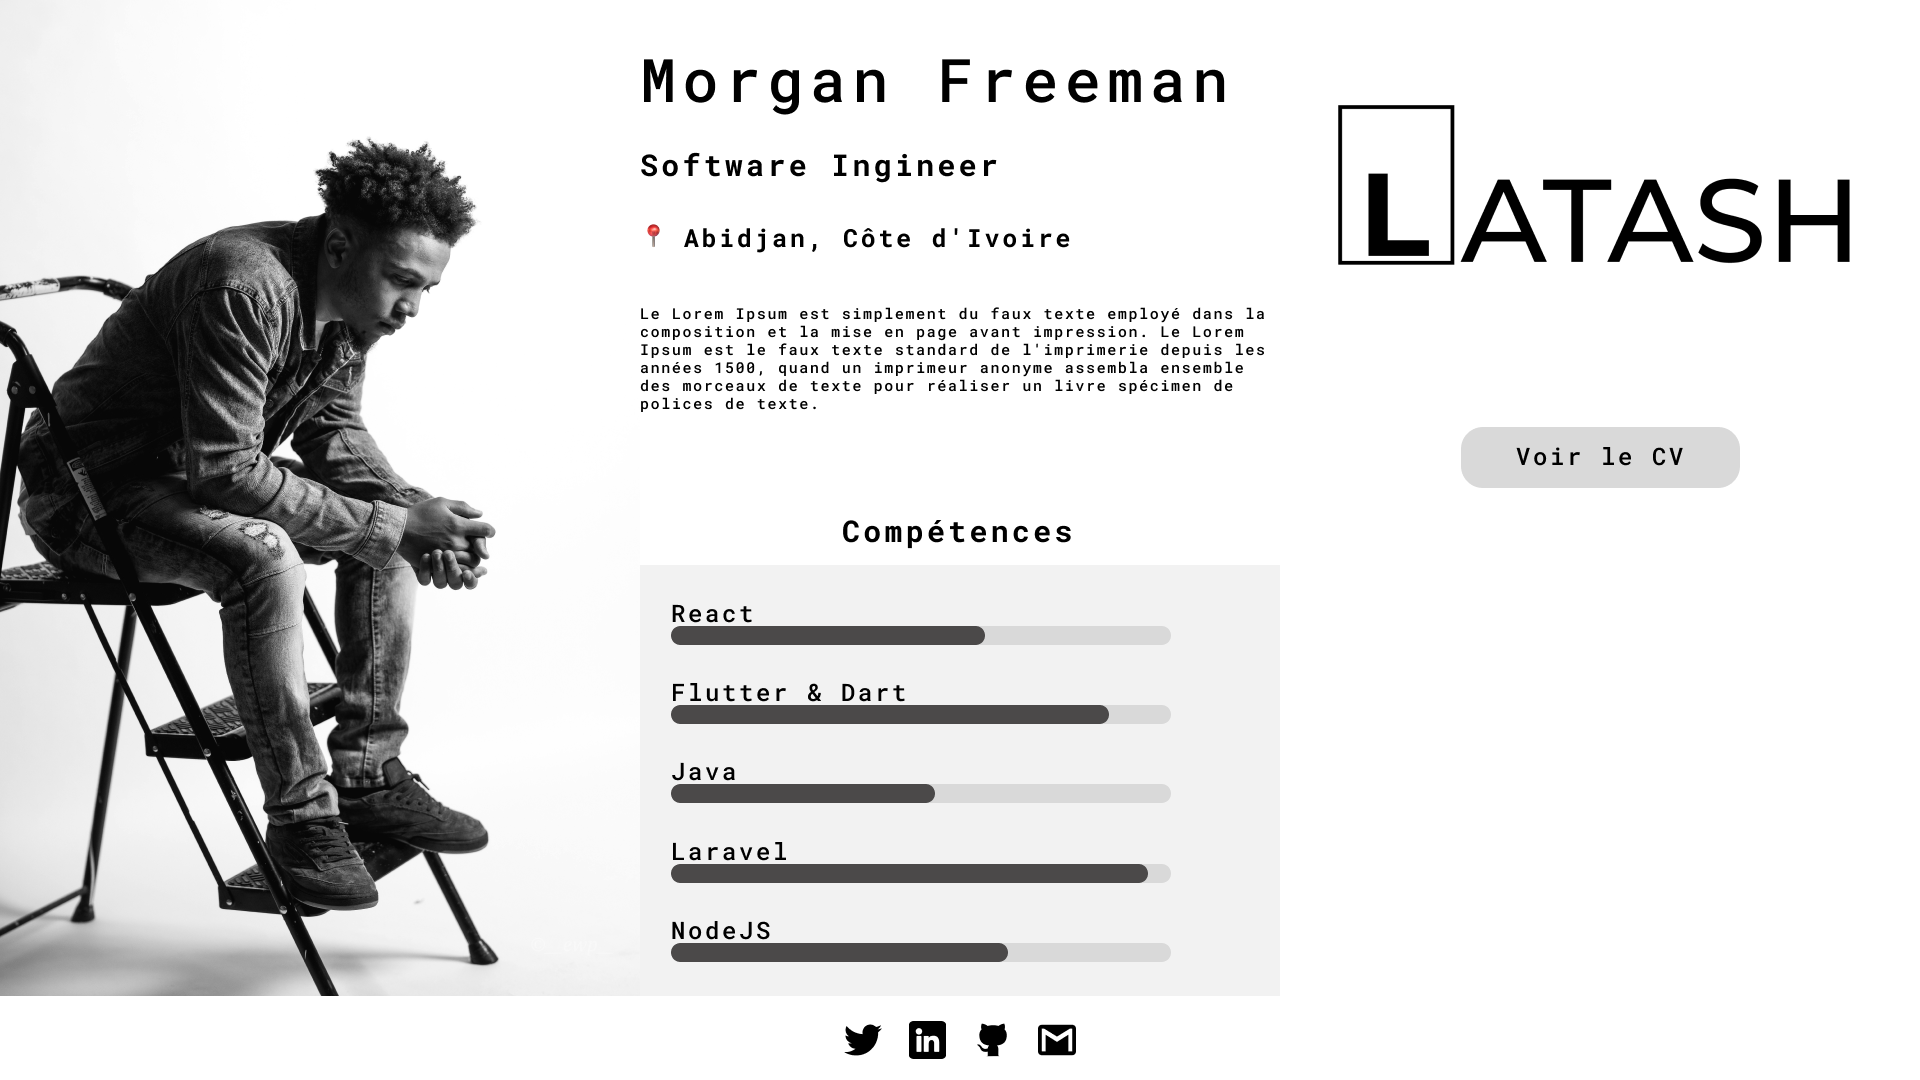 Morgan Freeman
Software Ingineer
📍 Abidjan, Côte d'Ivoire
Le Lorem Ipsum est simplement du faux texte employé dans la
composition et la mise en page avant impression. Le Lorem
Ipsum est le faux texte standard de l'imprimerie depuis les
années 1500, quand un imprimeur anonyme assembla ensemble
des morceaux de texte pour réaliser un livre spécimen de
polices de texte.
Compétences
React
Flutter & Dart
Java
Laravel
NodeJS
LATASH
Voir le CV
in